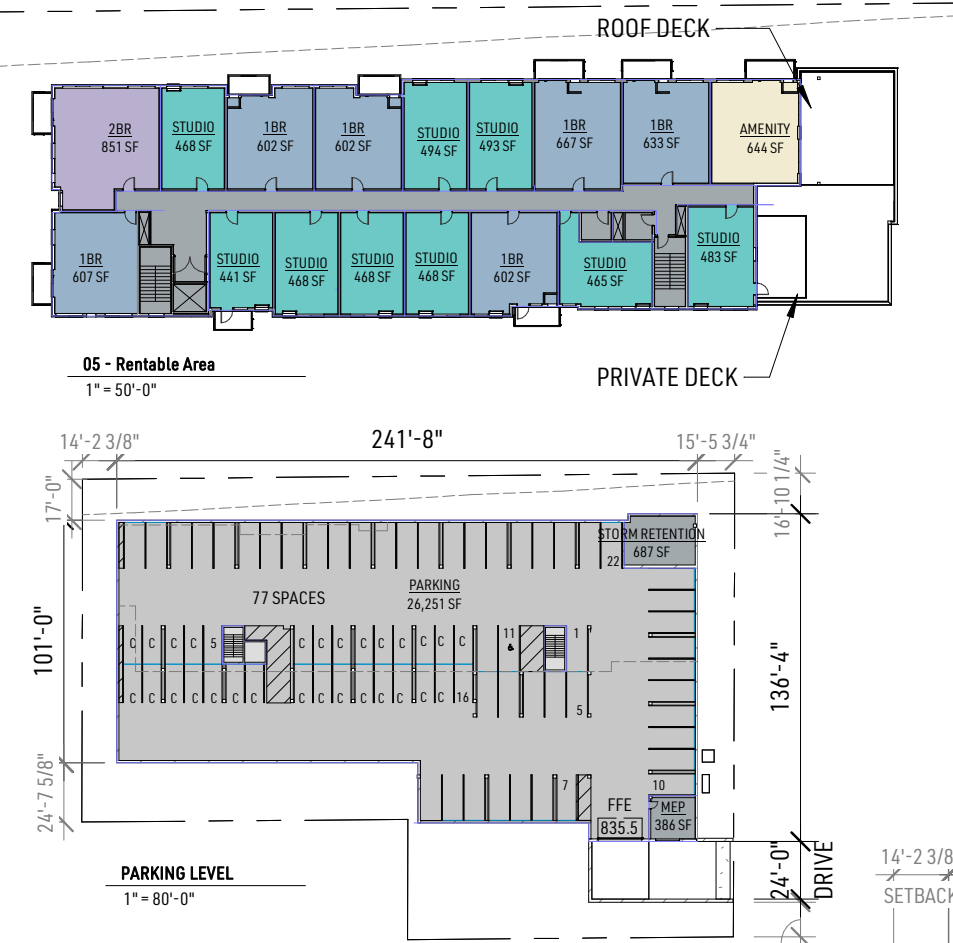 ROOF DECK
2BR
851 SF
STUDIO
468 SF
1BR
602 SF
1BR
602 SF
STUDIO
494 SF
STUDIO
493 SF
1BR
667 SF
1BR
633 SF
AMENITY
644 SF
1BR
607 SF
STUDIO
441 SF
STUDIO
468 SF
STUDIO
468 SF
STUDIO
468 SF
1BR
602 SF
STUDIO
465 SF
STUDIO
483 SF
05 - Rentable Area
1" = 50'-0"
PRIVATE DECK
14'-2 3/8"
241'-8"
15'-5 3/4"
17'-0"
16'-10 1/4"
STORM RETENTION
687 SF
22
77 SPACES
PARKING
26,251 SF
101'-0"
136'-4"
C C C C 5
C C C C C C C C C
11
1
C C C C C C C
C C C C C C C C 16
5
24'-7 5/8"
7
10
FFE
835.5
MEP
386 SF
PARKING LEVEL
1" = 80'-0"
24'-0"
DRIVE
14'-2 3/8
SETBACK